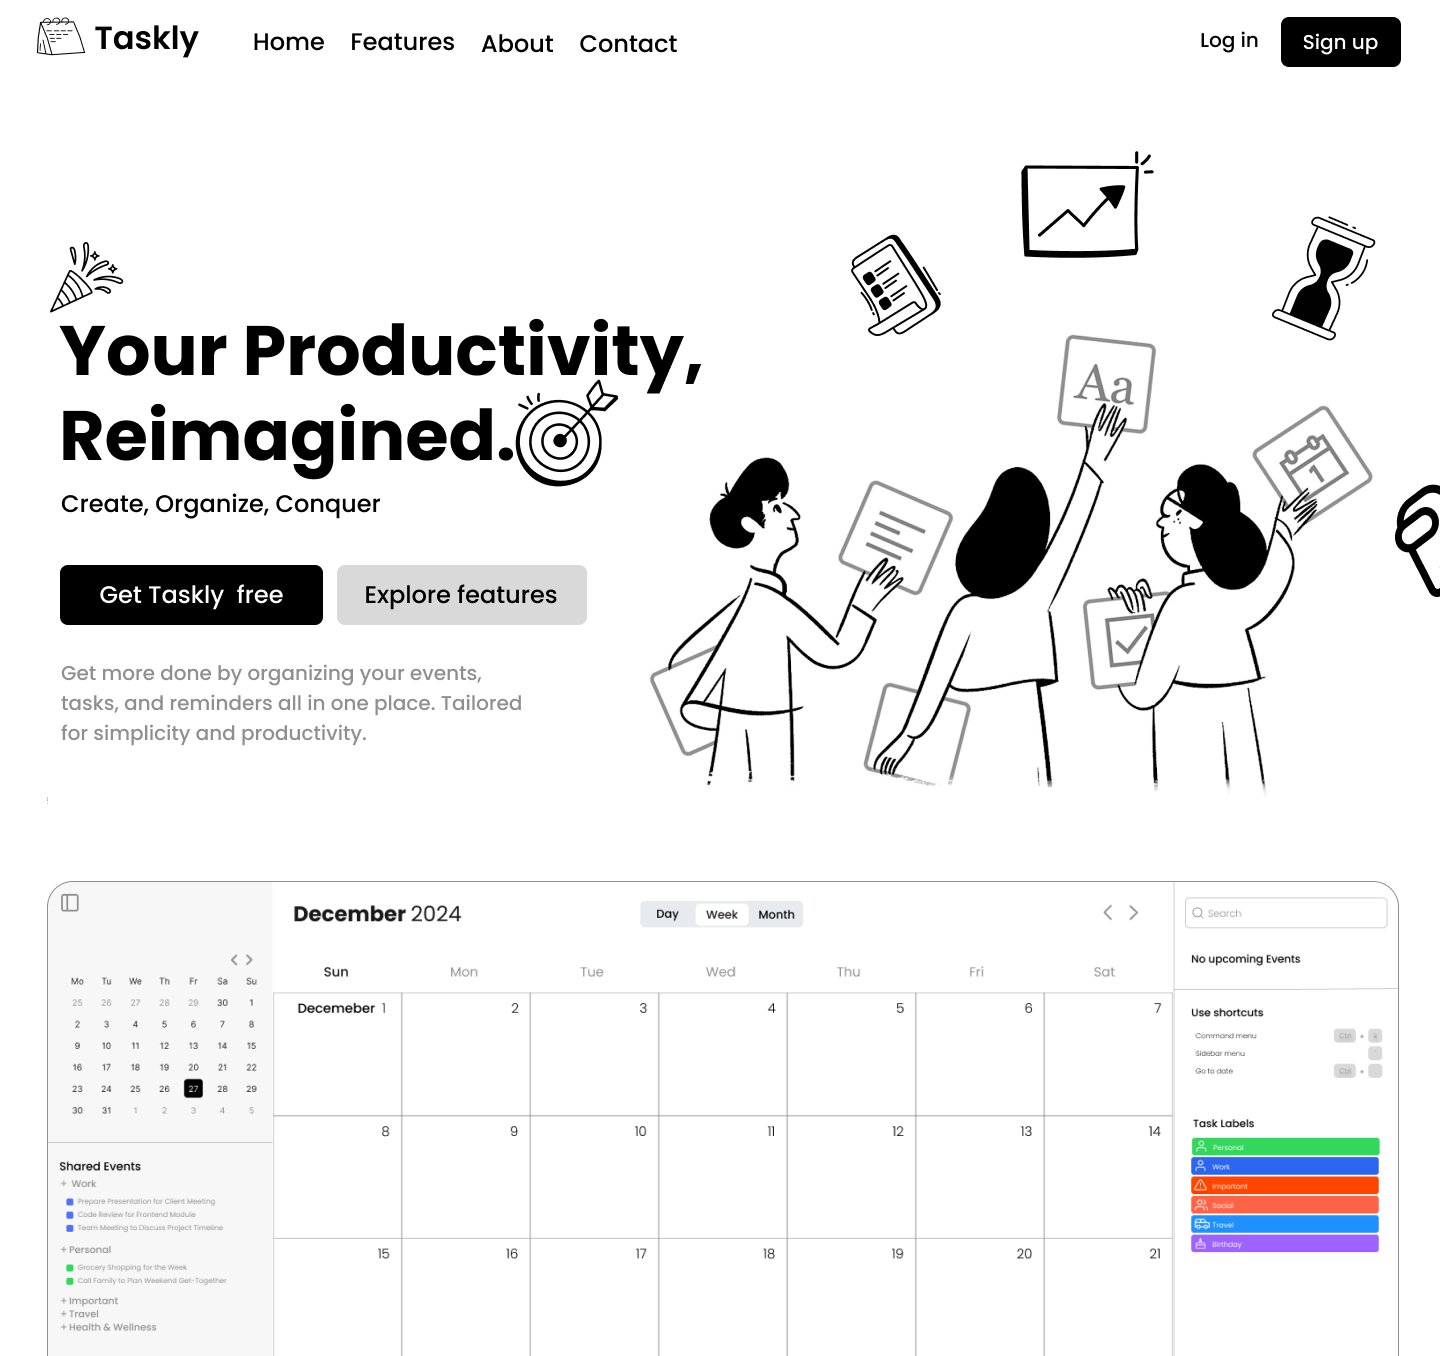 Taskly
Home Features About Contact
Log in
Sign up
Your Productivity,
Reimagined.
Create, Organize, Conquer
Get Taskly free
Explore features
Get more done by organizing your events,
tasks, and reminders all in one place. Tailored
for simplicity and productivity.
Aa
1
December 2024
Day Week Month
Search
No upcoming Events
Mo Tu We Th Fr Sa Su
25 26 27 28 29 30 1
2 3 4 5 6 7 8
9 10 11 12 13 14 15
16 17 18 19 20 21 22
23 24 25 26 27 28 29
30 31 1 2 3 4 5
Shared Events
+ Work
Prepare Presentation for Client Meeting
Code Review for Frontend Module
Team Meeting to Discuss Project Timeline
+ Personal
Grocery Shopping for the Week
Call Family to Plan Weekend Get-Together
+ Important
+ Travel
+ Health & Wellness
Sun Mon Tue Wed Thu Fri Sat
Decemeber 1 2 3 4 5 6 7
8 9 10 11 12 13 14
15 16 17 18 19 20 21
Use shortcuts
Command menu Ctrl + k
Sidebar menu
Go to date Ctrl +
Task Labels
Personal
Work
Important
Social
Travel
Birthday